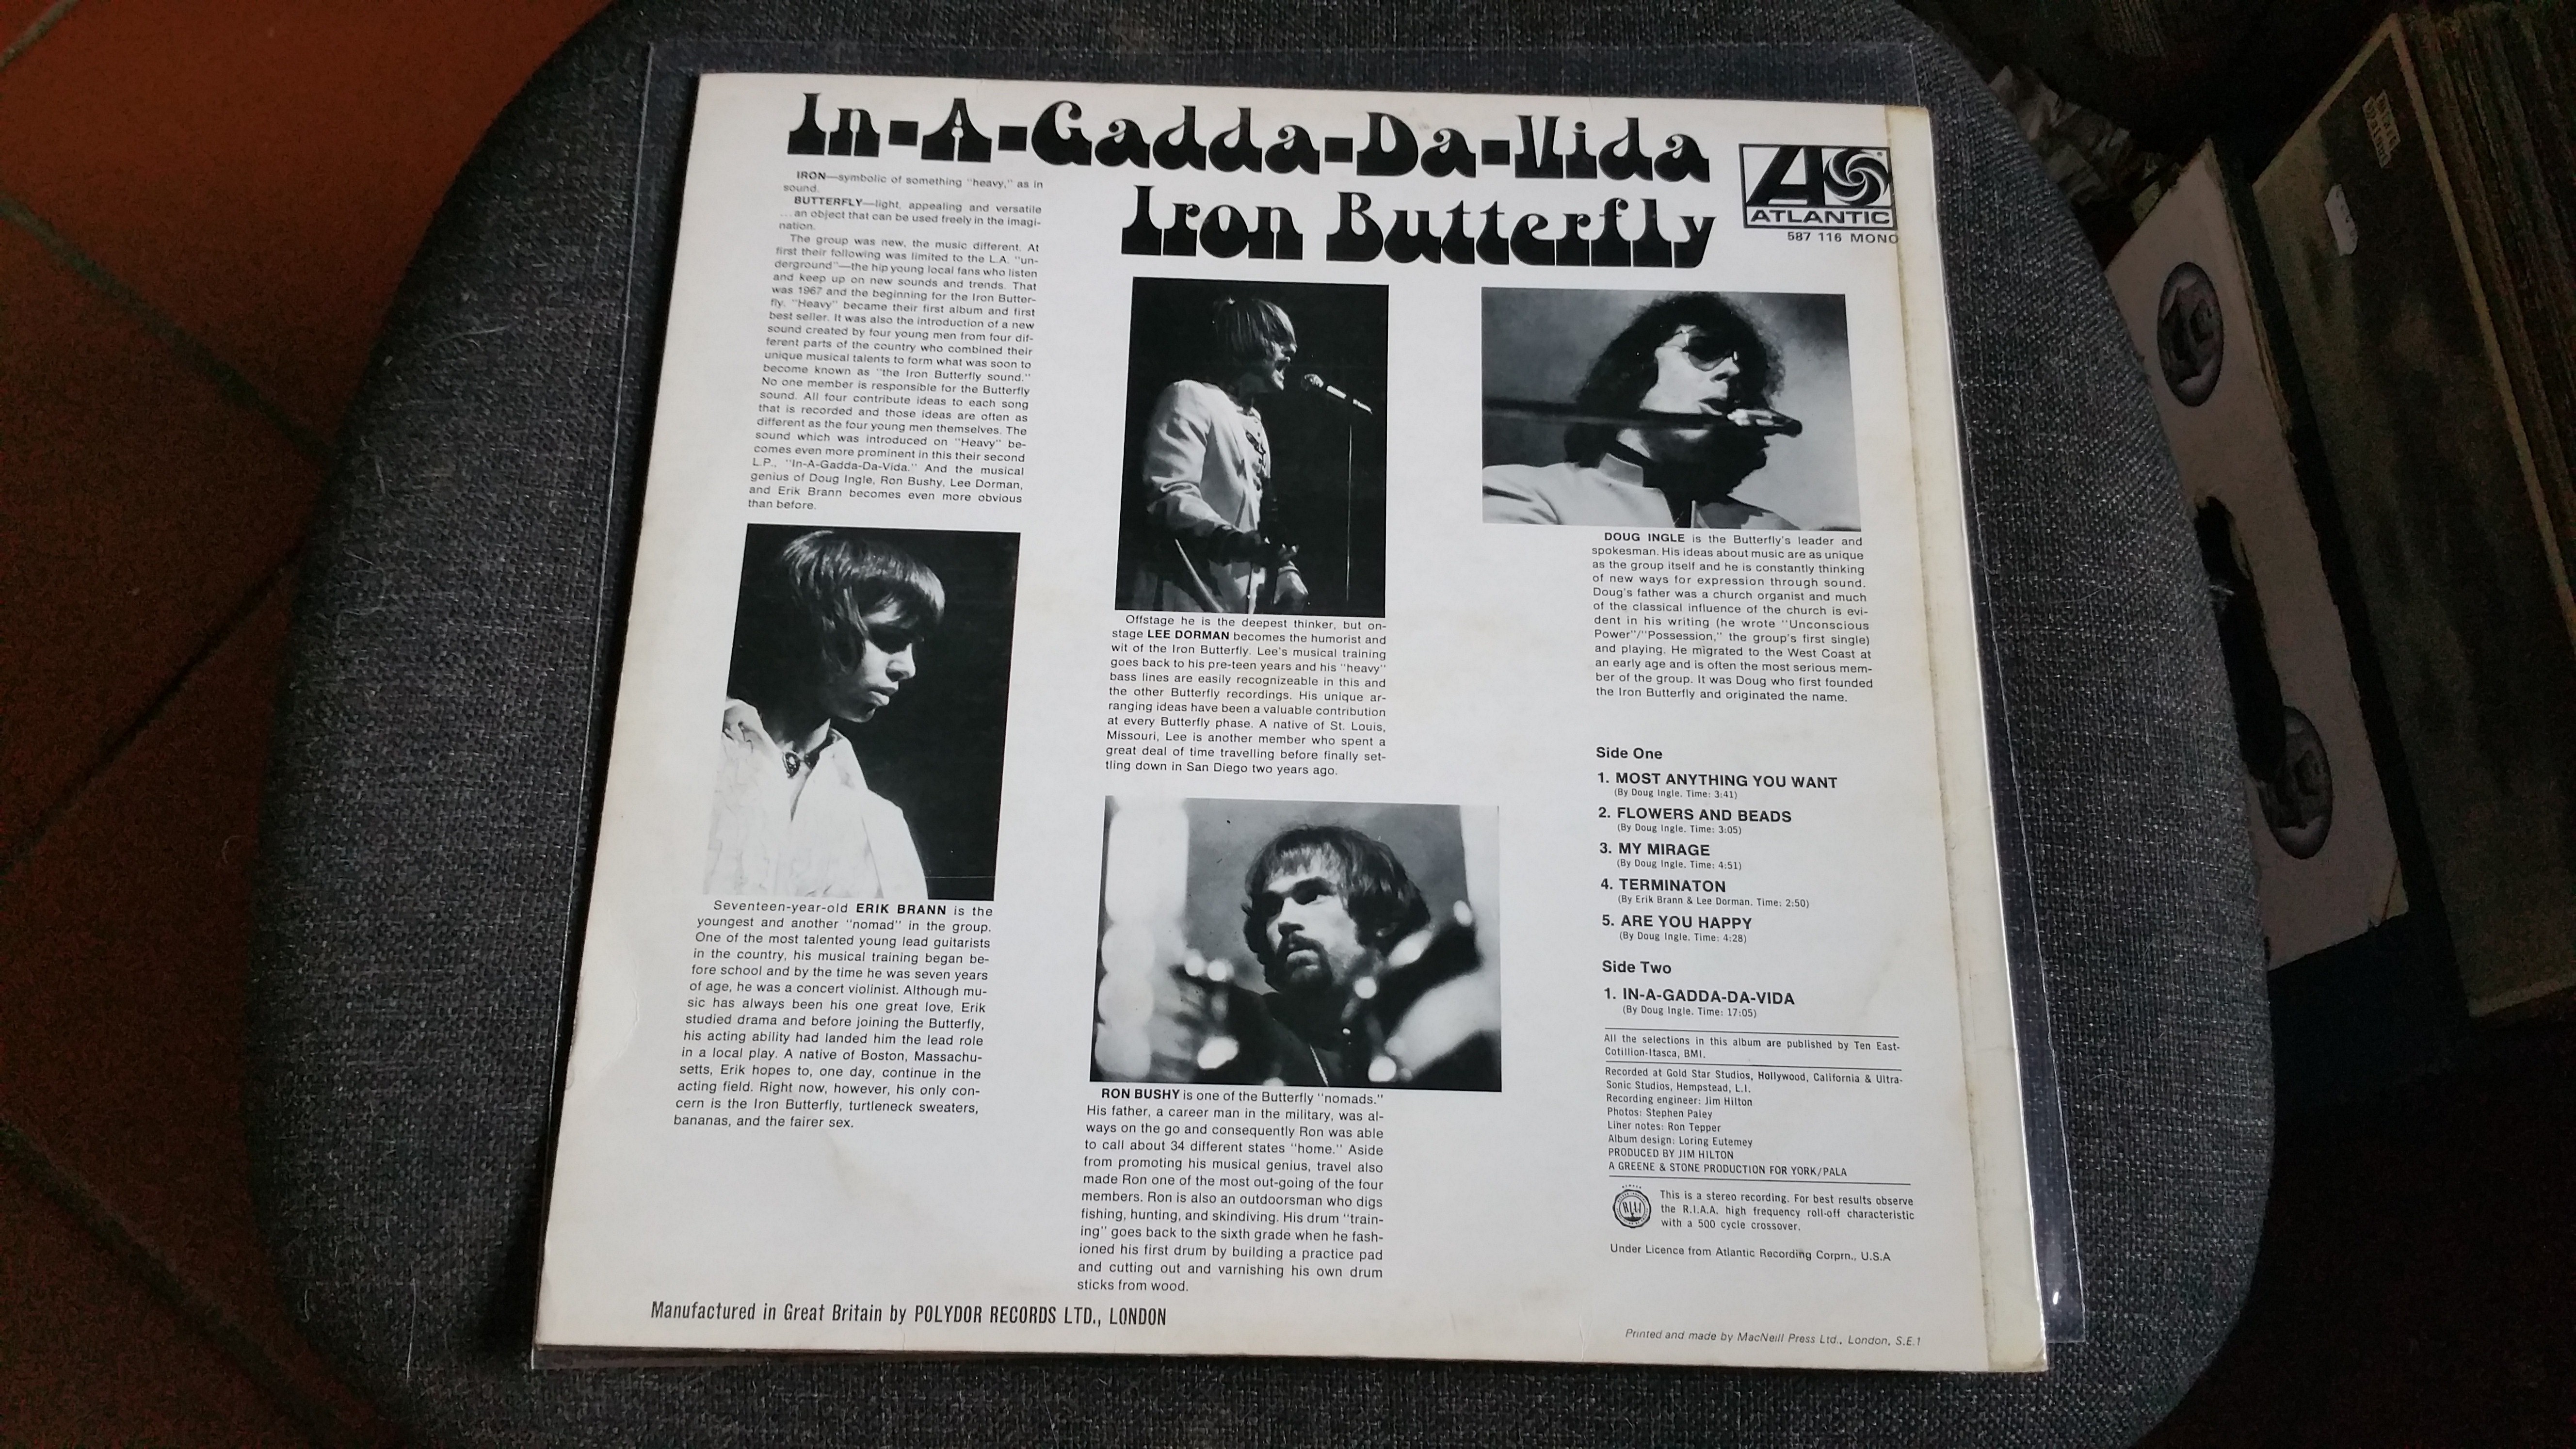 In-A-Gadda-Da-Vida
Iron Butterfly
ATLANTIC
587 116 MONO
IRON—symbolic of something "heavy," as in
sound.
BUTTERFLY—light, appealing and versatile
...an object that can be used freely in the imagi-
nation.
The group was new, the music different. At
first their following was limited to the L.A. "un-
derground"—the hip young local fans who listen
and keep up on new sounds and trends. That
was 1967 and the beginning for the Iron Butter-
fly. "Heavy" became their first album and first
best seller. It was also the introduction of a new
sound created by four young men from four dif-
ferent parts of the country who combined their
unique musical talents to form what was soon to
become known as "the Iron Butterfly sound."
No one member is responsible for the Butterfly
sound. All four contribute ideas to each song
that is recorded and those ideas are often as
different as the four young men themselves. The
sound which was introduced on "Heavy" be-
comes even more prominent in this their second
L.P., "In-A-Gadda-Da-Vida." And the musical
genius of Doug Ingle, Ron Bushy, Lee Dorman,
and Erik Brann becomes even more obvious
than before.
Seventeen-year-old ERIK BRANN is the
youngest and another "nomad" in the group.
One of the most talented young lead guitarists
in the country, his musical training began be-
fore school and by the time he was seven years
of age, he was a concert violinist. Although mu-
sic has always been his one great love, Erik
studied drama and before joining the Butterfly,
his acting ability had landed him the lead role
in a local play. A native of Boston, Massachu-
setts, Erik hopes to, one day, continue in the
acting field. Right now, however, his only con-
cern is the Iron Butterfly, turtleneck sweaters,
bananas, and the fairer sex.
Offstage he is the deepest thinker, but on-
stage LEE DORMAN becomes the humorist and
wit of the Iron Butterfly. Lee's musical training
goes back to his pre-teen years and his "heavy"
bass lines are easily recognizeable in this and
the other Butterfly recordings. His unique ar-
ranging ideas have been a valuable contribution
at every Butterfly phase. A native of St. Louis,
Missouri, Lee is another member who spent a
great deal of time travelling before finally set-
tling down in San Diego two years ago.
RON BUSHY is one of the Butterfly "nomads."
His father, a career man in the military, was al-
ways on the go and consequently Ron was able
to call about 34 different states "home." Aside
from promoting his musical genius, travel also
made Ron one of the most out-going of the four
members. Ron is also an outdoorsman who digs
fishing, hunting, and skindiving. His drum "train-
ing" goes back to the sixth grade when he fash-
ioned his first drum by building a practice pad
and cutting out and varnishing his own drum
sticks from wood.
DOUG INGLE is the Butterfly's leader and
spokesman. His ideas about music are as unique
as the group itself and he is constantly thinking
of new ways for expression through sound.
Doug's father was a church organist and much
of the classical influence of the church is evi-
dent in his writing (he wrote "Unconscious
Power"/"Possession," the group's first single)
and playing. He migrated to the West Coast at
an early age and is often the most serious mem-
ber of the group. It was Doug who first founded
the Iron Butterfly and originated the name.
Side One
1. MOST ANYTHING YOU WANT
(By Doug Ingle. Time: 3:41)
2. FLOWERS AND BEADS
(By Doug Ingle. Time: 3:05)
3. MY MIRAGE
(By Doug Ingle. Time: 4:51)
4. TERMINATON
(By Erik Brann & Lee Dorman. Time: 2:50)
5. ARE YOU HAPPY
(By Doug Ingle. Time: 4:28)
Side Two
1. IN-A-GADDA-DA-VIDA
(By Doug Ingle. Time: 17:05)
All the selections in this album are published by Ten East-
Cotillion-Itasca, BMI.
Recorded at Gold Star Studios, Hollywood, California & Ultra-
Sonic Studios, Hempstead, L.I.
Recording engineer: Jim Hilton
Photos: Stephen Paley
Liner notes: Ron Tepper
Album design: Loring Eutemey
PRODUCED BY JIM HILTON
A GREENE & STONE PRODUCTION FOR YORK/PALA
This is a stereo recording. For best results observe
the R.I.A.A. high frequency roll-off characteristic
with a 500 cycle crossover.
Under Licence from Atlantic Recording Corprn., U.S.A
Manufactured in Great Britain by POLYDOR RECORDS LTD., LONDON
Printed and made by MacNeill Press Ltd., London, S.E.1